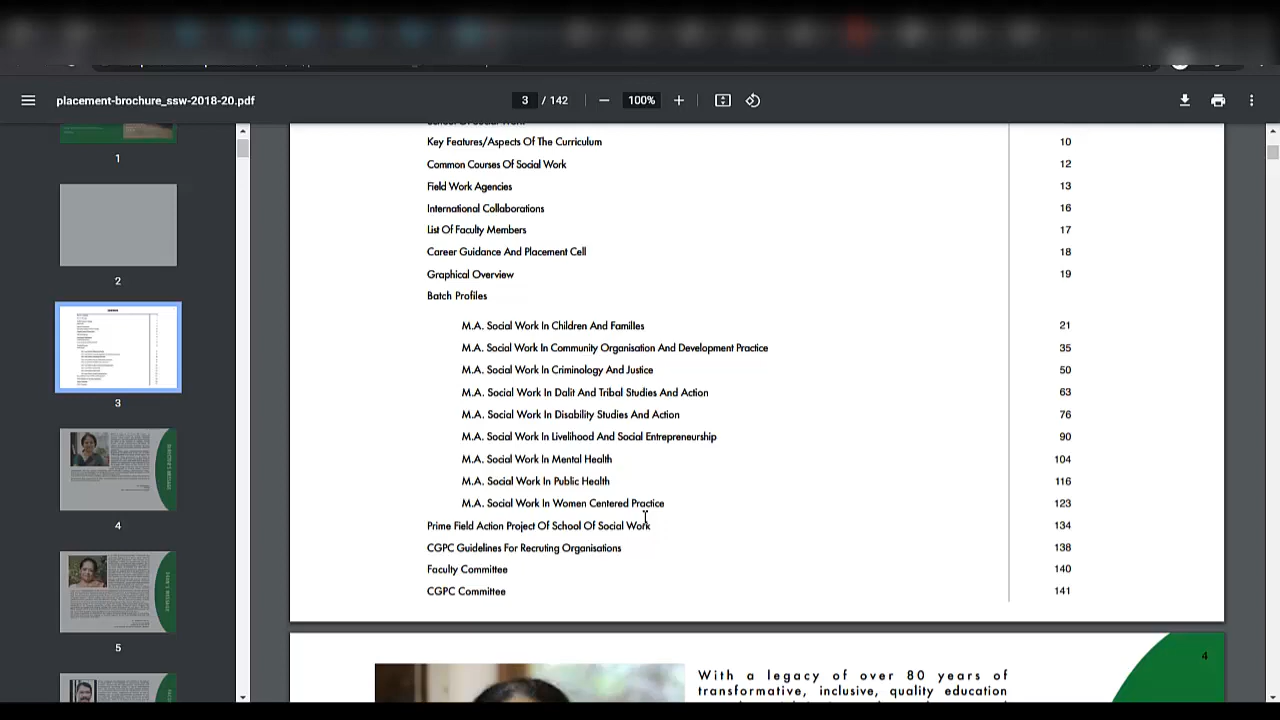 placement-brochure_ssw-2018-20.pdf
3 / 142
100%
1
2
3
4
5
Key Features/Aspects Of The Curriculum 10
Common Courses Of Social Work 12
Field Work Agencies 13
International Collaborations 16
List Of Faculty Members 17
Career Guidance And Placement Cell 18
Graphical Overview 19
Batch Profiles
M.A. Social Work In Children And Families 21
M.A. Social Work In Community Organisation And Development Practice 35
M.A. Social Work In Criminology And Justice 50
M.A. Social Work In Dalit And Tribal Studies And Action 63
M.A. Social Work In Disability Studies And Action 76
M.A. Social Work In Livelihood And Social Entrepreneurship 90
M.A. Social Work In Mental Health 104
M.A. Social Work In Public Health 116
M.A. Social Work In Women Centered Practice 123
Prime Field Action Project Of School Of Social Work 134
CGPC Guidelines For Recruting Organisations 138
Faculty Committee 140
CGPC Committee 141
4
With a legacy of over 80 years of
transformative, inclusive, quality education